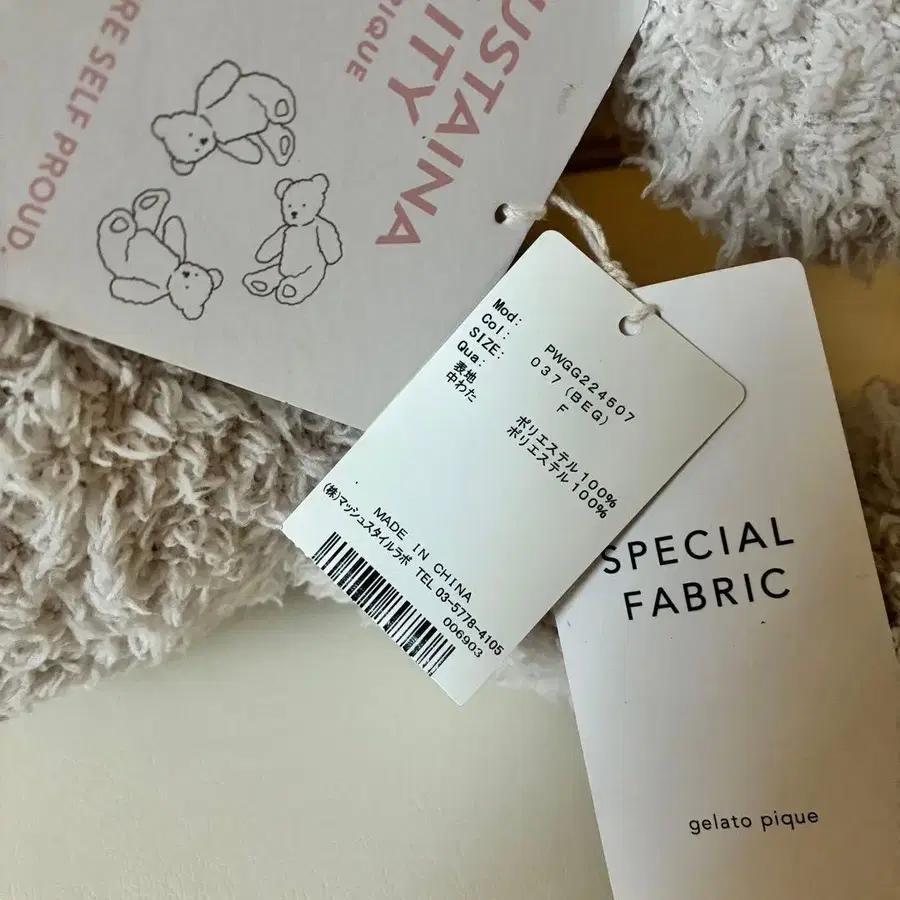 USTAINA
ITY
PIQUE
RE SELF PROUD.
Mod: PWGG224507
Col: 037 (BEG)
SIZE: F
Qua:
表地 ポリエステル100%
中わた ポリエステル100%
MADE IN CHINA
(株)マッシュスタイルラボ TEL 03-5778-4105
006903
SPECIAL
FABRIC
gelato pique